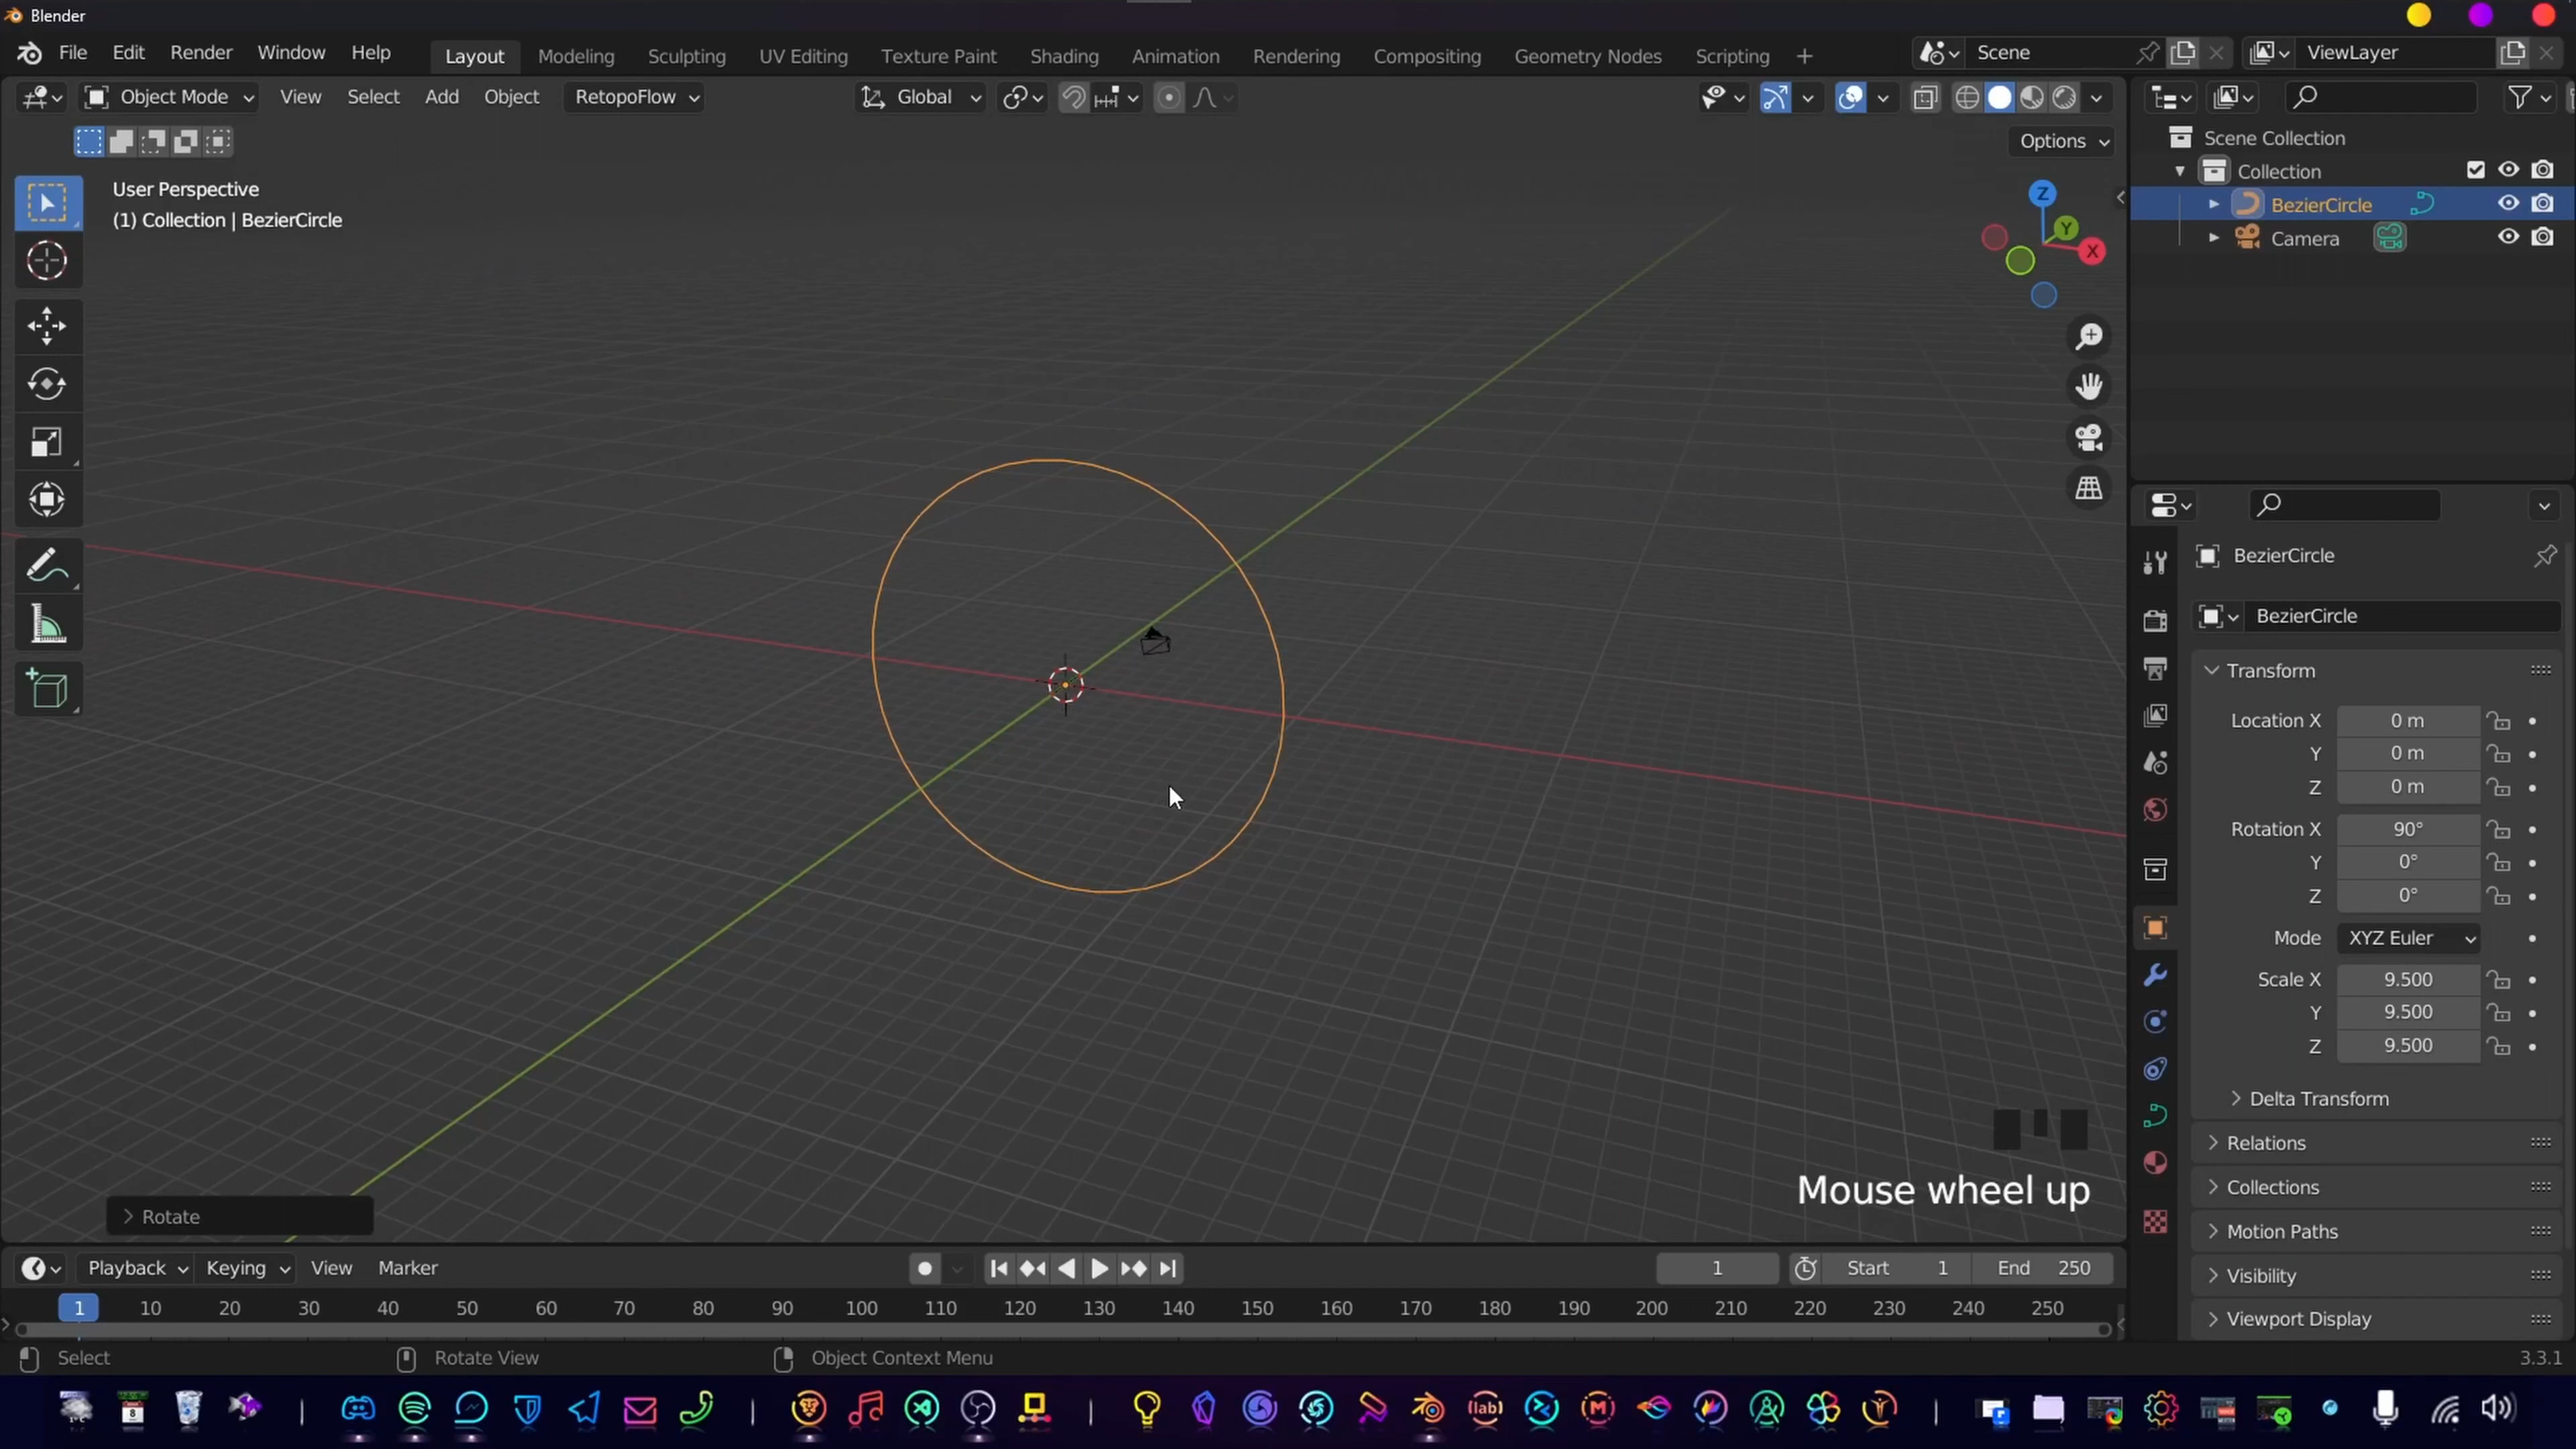 Blender
File Edit Render Window Help Layout Modeling Sculpting UV Editing Texture Paint Shading Animation Rendering Compositing Geometry Nodes Scripting + Scene ViewLayer
Object Mode View Select Add Object RetopoFlow Global
Options
User Perspective
(1) Collection | BezierCircle
Z
Y
X
Scene Collection
Collection
BezierCircle
Camera
BezierCircle
BezierCircle
Transform
Location X 0 m
Y 0 m
Z 0 m
Rotation X 90°
Y 0°
Z 0°
Mode XYZ Euler
Scale X 9.500
Y 9.500
Z 9.500
Delta Transform
Relations
Collections
Motion Paths
Visibility
Viewport Display
Mouse wheel up
Rotate
Playback Keying View Marker 1 Start 1 End 250
1 10 20 30 40 50 60 70 80 90 100 110 120 130 140 150 160 170 180 190 200 210 220 230 240 250
Select Rotate View Object Context Menu 3.3.1